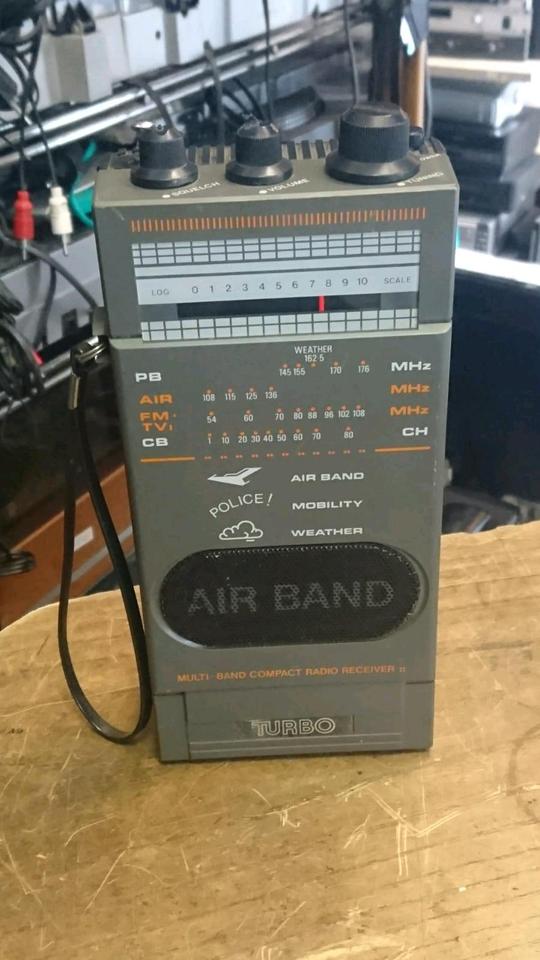 SQUELCH
VOLUME
TUNING
LOG 0 1 2 3 4 5 6 7 8 9 10 SCALE
WEATHER
162.5
PB 145 155 170 176 MHz
AIR 108 115 125 136 MHz
FM· 54 60 70 80 88 96 102 108 MHz
TV1
CB 1 10 20 30 40 50 60 70 80 CH
AIR BAND
POLICE! MOBILITY
WEATHER
AIR BAND
MULTI-BAND COMPACT RADIO RECEIVER
TURBO